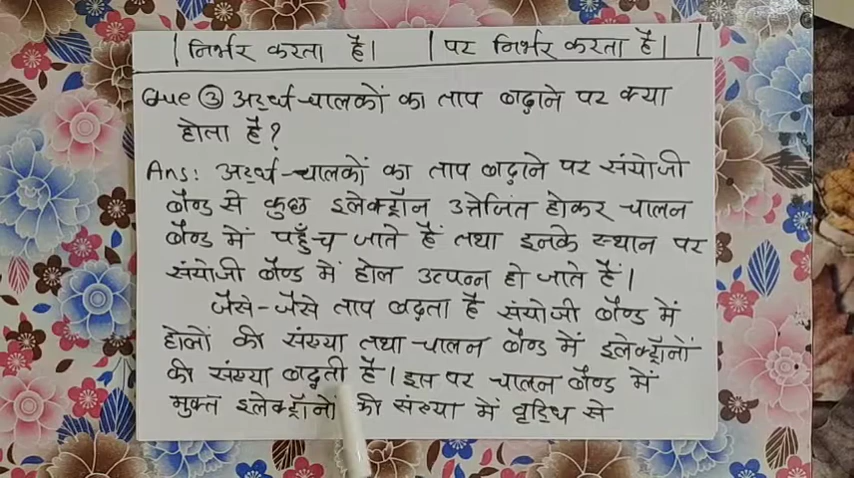 | निर्भर करता है। | पर निर्भर करता है। |
Que ③ अर्द्ध-चालकों का ताप बढ़ाने पर क्या
होता है?
Ans: अर्द्ध-चालकों का ताप बढ़ाने पर संयोजी
बैण्ड से कुछ इलेक्ट्रॉन उत्तेजित होकर चालन
बैण्ड में पहुँच जाते हैं तथा इनके स्थान पर
संयोजी बैण्ड में होल उत्पन्न हो जाते हैं।
जैसे-जैसे ताप बढ़ता है संयोजी बैण्ड में
होलों की संख्या तथा चालन बैण्ड में इलेक्ट्रॉनों
की संख्या बढ़ती है। इस पर चालन बैण्ड में
मुक्त इलेक्ट्रॉनों की संख्या में वृद्धि से